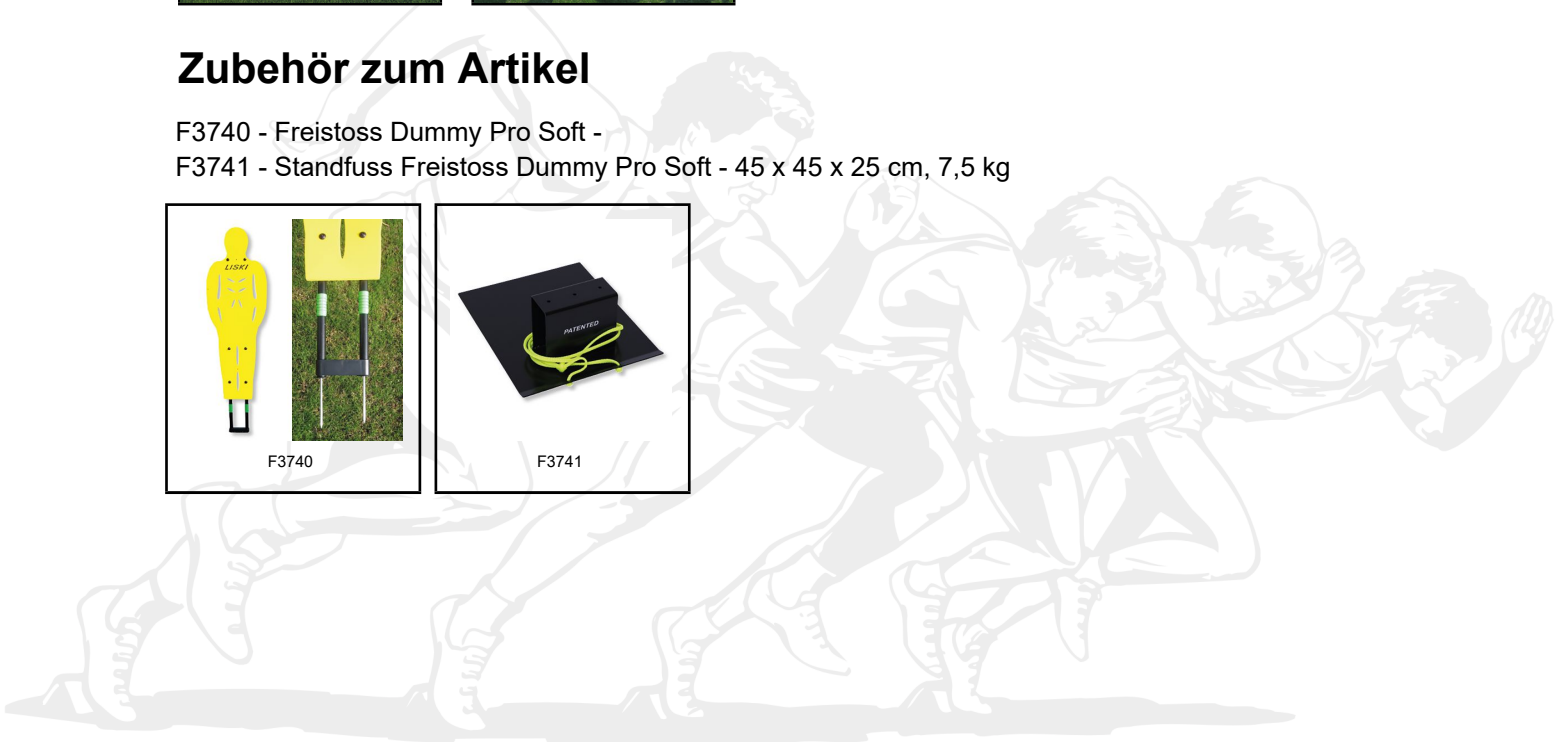 Zubehör zum Artikel
F3740 - Freistoss Dummy Pro Soft -
F3741 - Standfuss Freistoss Dummy Pro Soft - 45 x 45 x 25 cm, 7,5 kg
LISKI
PATENTED
F3740
F3741